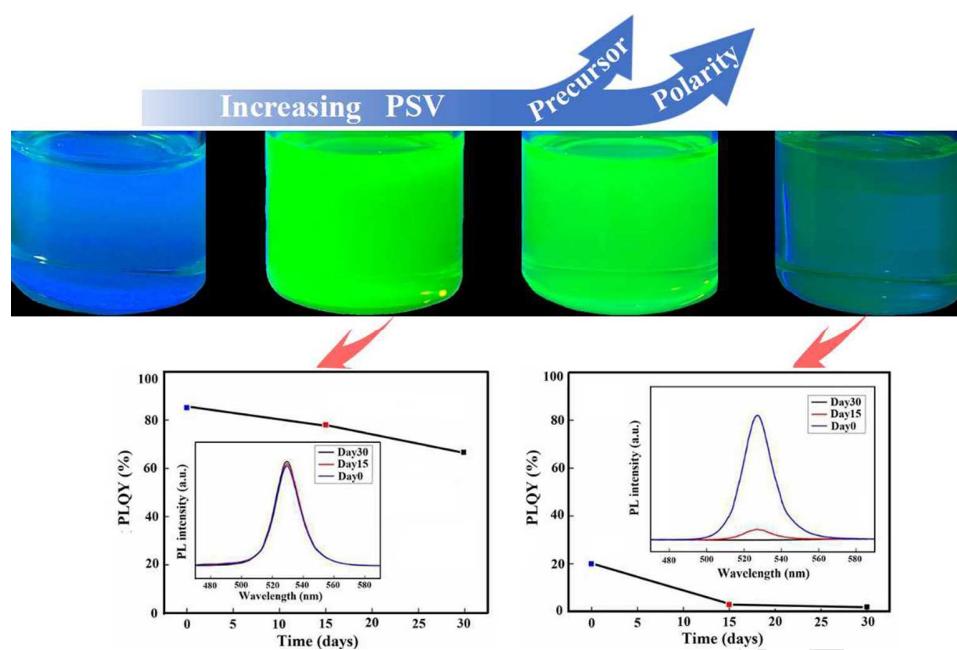 Increasing PSV
Precursor
Polarity
100
80
60
40
20
0
PLQY (%)
0 5 10 15 20 25 30
Time (days)
PL intensity (a.u.)
Day30
Day15
Day0
480 500 520 540 560 580
Wavelength (nm)
100
80
60
40
20
0
PLQY (%)
0 5 10 15 20 25 30
Time (days)
PL intensity (a.u.)
Day30
Day15
Day0
480 500 520 540 560 580
Wavelength (nm)